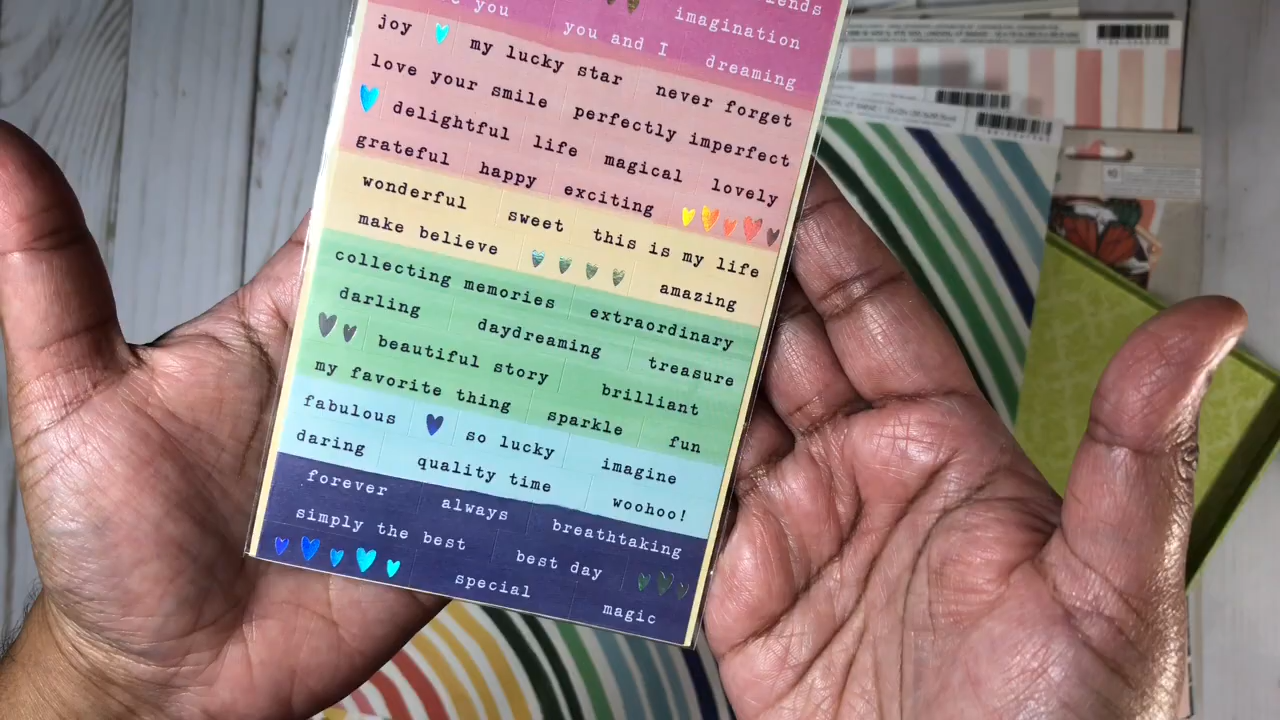 you
imagination
you and I
dreaming
joy my lucky star never forget
love your smile perfectly imperfect
delightful life magical lovely
grateful happy exciting
wonderful sweet this is my life
make believe amazing
collecting memories extraordinary
darling daydreaming treasure
beautiful story brilliant
my favorite thing sparkle fun
fabulous so lucky imagine
daring quality time woohoo!
forever always breathtaking
simply the best best day
special magic